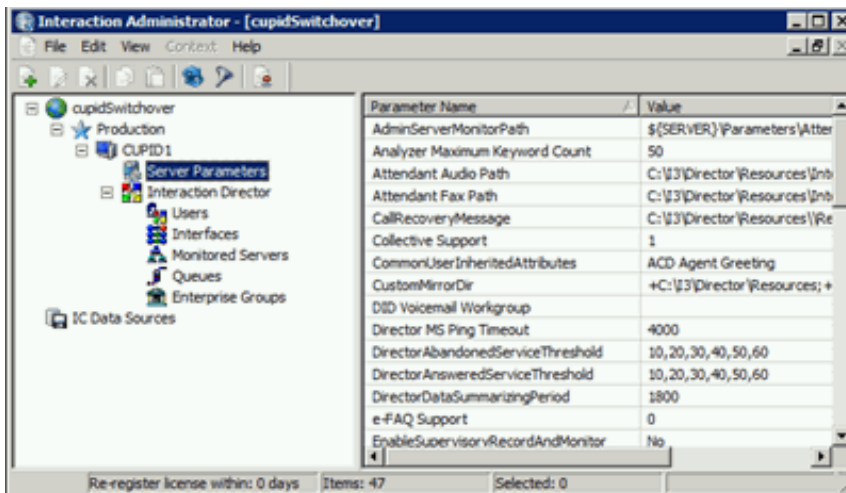 Interaction Administrator - [cupidSwitchover]
File Edit View Context Help
cupidSwitchover
Production
CUPID1
Server Parameters
Interaction Director
Users
Interfaces
Monitored Servers
Queues
Enterprise Groups
IC Data Sources
Parameter Name / Value
AdminServerMonitorPath ${SERVER}\Parameters\Atter
Analyzer Maximum Keyword Count 50
Attendant Audio Path C:\I3\Director\Resources\Int
Attendant Fax Path C:\I3\Director\Resources\Int
CallRecoveryMessage C:\I3\Director\Resources\\Re
Collective Support 1
CommonUserInheritedAttributes ACD Agent Greeting
CustomMirrorDir +C:\I3\Director\Resources; +
DID Voicemail Workgroup
Director MS Ping Timeout 4000
DirectorAbandonedServiceThreshold 10,20,30,40,50,60
DirectorAnsweredServiceThreshold 10,20,30,40,50,60
DirectorDataSummarizingPeriod 1800
e-FAQ Support 0
EnableSupervisoryRecordAndMonitor No
Re-register license within: 0 days Items: 47 Selected: 0